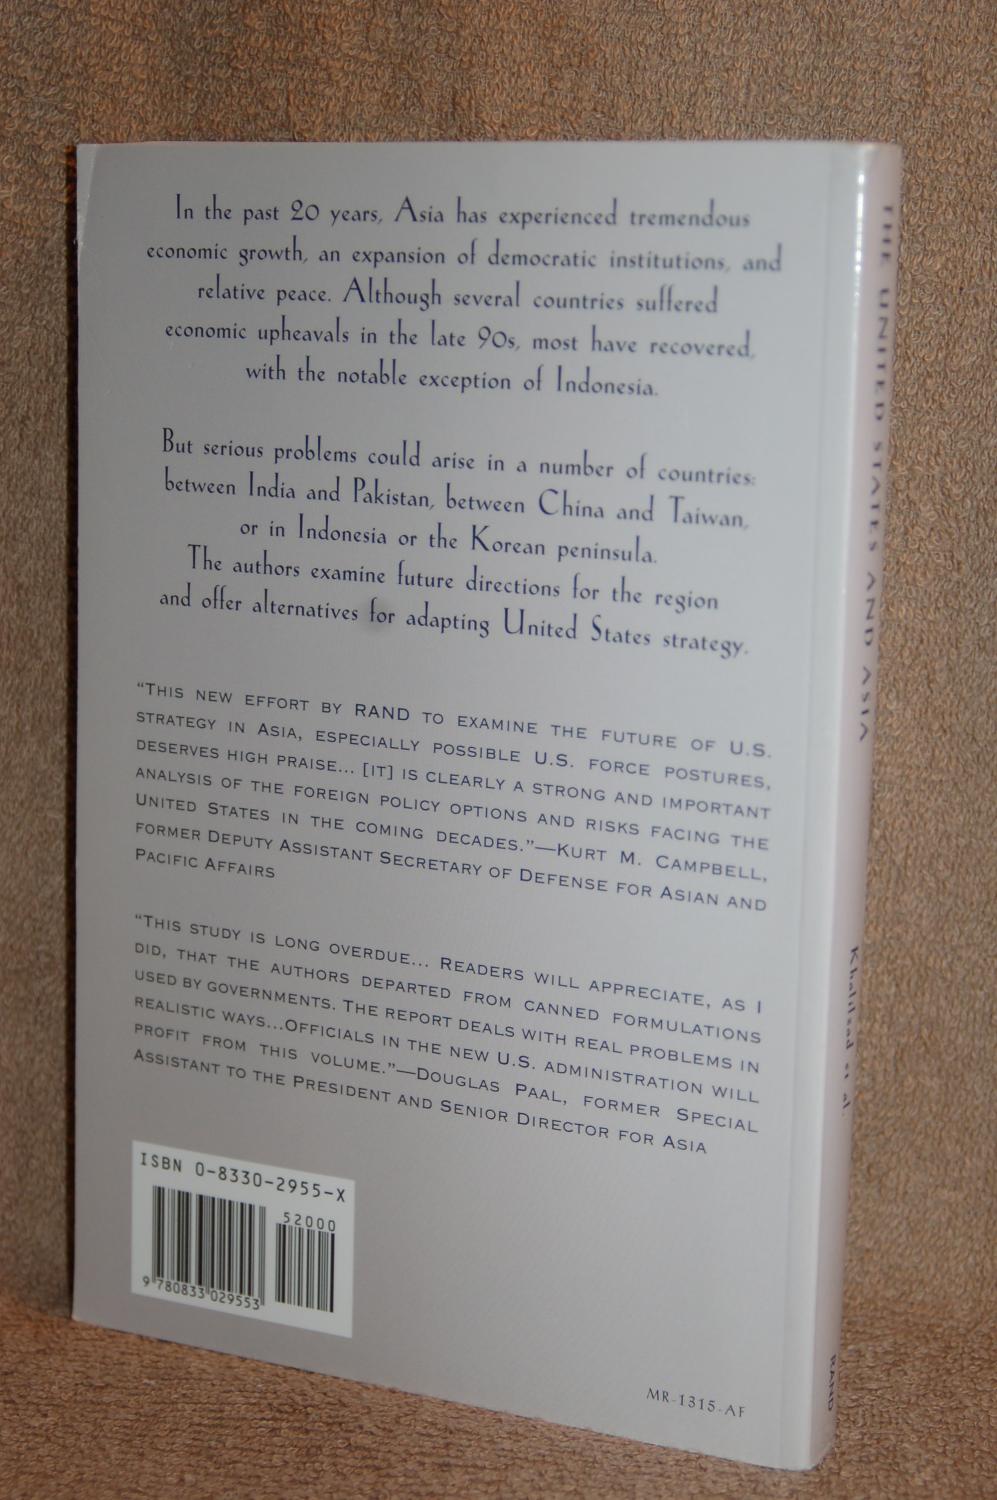 In the past 20 years, Asia has experienced tremendous
economic growth, an expansion of democratic institutions, and
relative peace. Although several countries suffered
economic upheavals in the late 90s, most have recovered,
with the notable exception of Indonesia.
But serious problems could arise in a number of countries:
between India and Pakistan, between China and Taiwan,
or in Indonesia or the Korean peninsula.
The authors examine future directions for the region
and offer alternatives for adapting United States strategy.
“This new effort by RAND to examine the future of U.S.
strategy in Asia, especially possible U.S. force postures,
deserves high praise... [it] is clearly a strong and important
analysis of the foreign policy options and risks facing the
United States in the coming decades.”—Kurt M. Campbell,
former Deputy Assistant Secretary of Defense for Asian and
Pacific Affairs
“This study is long overdue... Readers will appreciate, as I
did, that the authors departed from canned formulations
used by governments. The report deals with real problems in
realistic ways...Officials in the new U.S. administration will
profit from this volume.”—Douglas Paal, former Special
Assistant to the President and Senior Director for Asia
ISBN 0-8330-2955-X
52000
9 780833 029553
MR-1315-AF
THE UNITED STATES AND ASIA
Khalilzad et al.
RAND